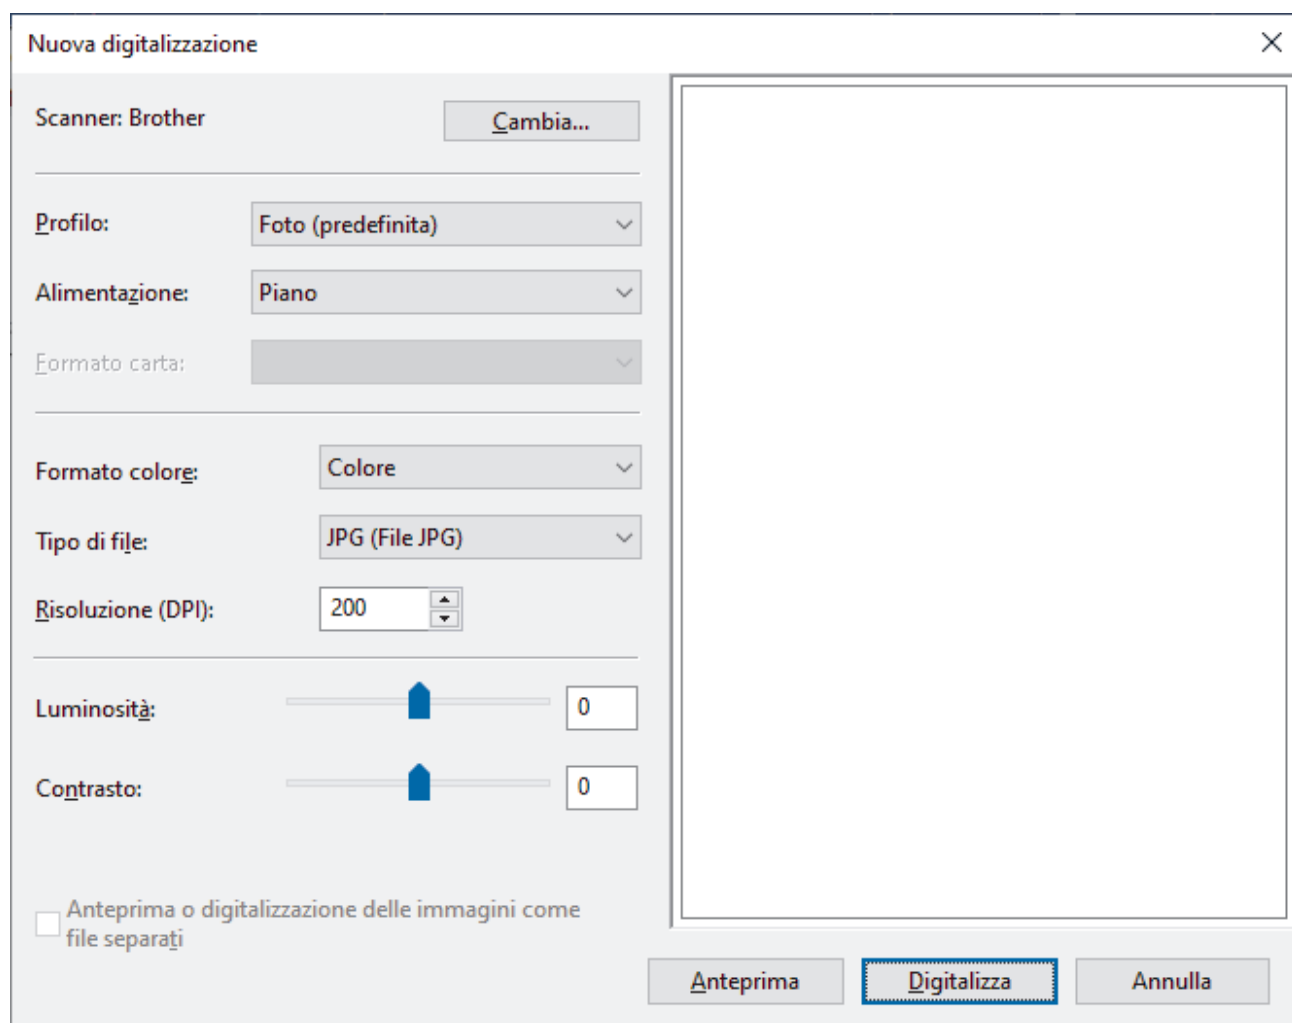 Nuova digitalizzazione
Scanner: Brother
Cambia...
Profilo:
Foto (predefinita)
Alimentazione:
Piano
Formato carta:
Formato colore:
Colore
Tipo di file:
JPG (File JPG)
Risoluzione (DPI):
200
Luminosità:
0
Contrasto:
0
Anteprima o digitalizzazione delle immagini come
file separati
Anteprima
Digitalizza
Annulla